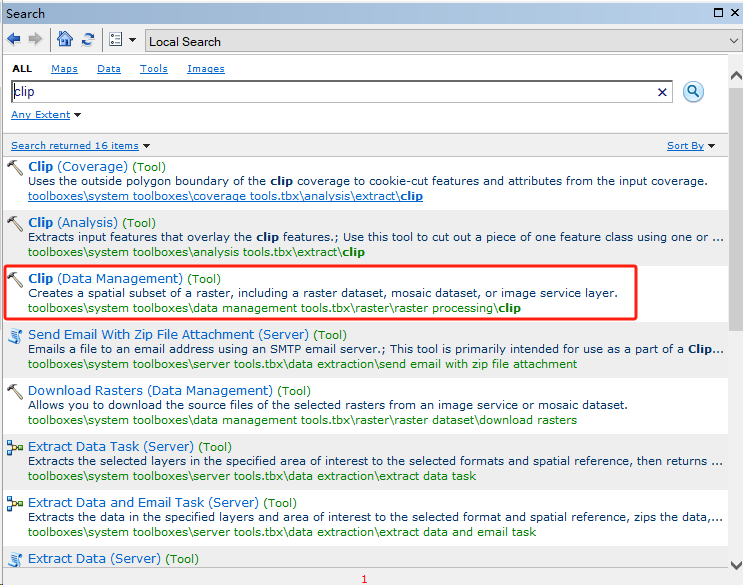 Search
Local Search
ALL Maps Data Tools Images
clip
Any Extent
Search returned 16 items Sort By
Clip (Coverage) (Tool)
Uses the outside polygon boundary of the clip coverage to cookie-cut features and attributes from the input coverage.
toolboxes\system toolboxes\coverage tools.tbx\analysis\extract\clip
Clip (Analysis) (Tool)
Extracts input features that overlay the clip features.; Use this tool to cut out a piece of one feature class using one or ...
toolboxes\system toolboxes\analysis tools.tbx\extract\clip
Clip (Data Management) (Tool)
Creates a spatial subset of a raster, including a raster dataset, mosaic dataset, or image service layer.
toolboxes\system toolboxes\data management tools.tbx\raster\raster processing\clip
Send Email With Zip File Attachment (Server) (Tool)
Emails a file to an email address using an SMTP email server.; This tool is primarily intended for use as a part of a Clip...
toolboxes\system toolboxes\server tools.tbx\data extraction\send email with zip file attachment
Download Rasters (Data Management) (Tool)
Allows you to download the source files of the selected rasters from an image service or mosaic dataset.
toolboxes\system toolboxes\data management tools.tbx\raster\raster dataset\download rasters
Extract Data Task (Server) (Tool)
Extracts the selected layers in the specified area of interest to the selected formats and spatial reference, then returns ...
toolboxes\system toolboxes\server tools.tbx\data extraction\extract data task
Extract Data and Email Task (Server) (Tool)
Extracts the data in the specified layers and area of interest to the selected format and spatial reference, zips the data,...
toolboxes\system toolboxes\server tools.tbx\data extraction\extract data and email task
Extract Data (Server) (Tool)
1